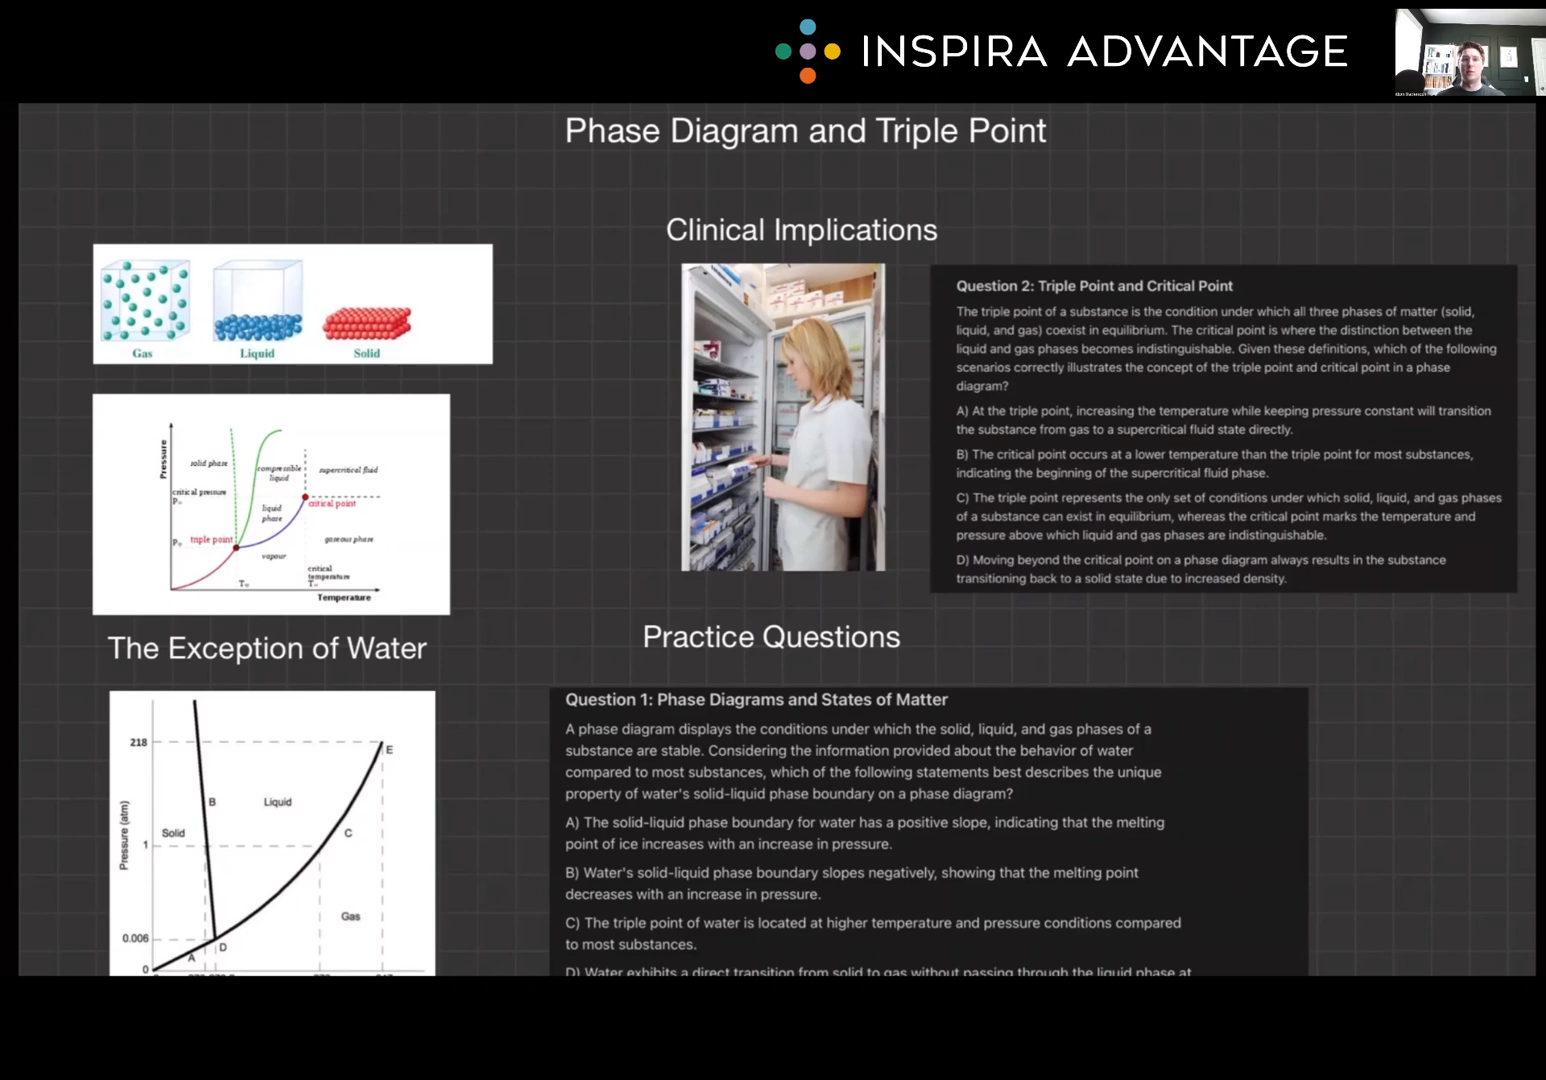 INSPIRA ADVANTAGE
Phase Diagram and Triple Point
Clinical Implications
Gas
Liquid
Solid
Pressure
solid phase
compressible
liquid
supercritical fluid
critical pressure
critical point
liquid
phase
triple point
gaseous phase
vapour
critical
temperature
Temperature
Question 2: Triple Point and Critical Point
The triple point of a substance is the condition under which all three phases of matter (solid,
liquid, and gas) coexist in equilibrium. The critical point is where the distinction between the
liquid and gas phases becomes indistinguishable. Given these definitions, which of the following
scenarios correctly illustrates the concept of the triple point and critical point in a phase
diagram?
A) At the triple point, increasing the temperature while keeping pressure constant will transition
the substance from gas to a supercritical fluid state directly.
B) The critical point occurs at a lower temperature than the triple point for most substances,
indicating the beginning of the supercritical fluid phase.
C) The triple point represents the only set of conditions under which solid, liquid, and gas phases
of a substance can exist in equilibrium, whereas the critical point marks the temperature and
pressure above which liquid and gas phases are indistinguishable.
D) Moving beyond the critical point on a phase diagram always results in the substance
transitioning back to a solid state due to increased density.
The Exception of Water
Practice Questions
218
E
B
Liquid
Solid
C
1
Pressure (atm)
Gas
0.006
D
A
0
Question 1: Phase Diagrams and States of Matter
A phase diagram displays the conditions under which the solid, liquid, and gas phases of a
substance are stable. Considering the information provided about the behavior of water
compared to most substances, which of the following statements best describes the unique
property of water's solid-liquid phase boundary on a phase diagram?
A) The solid-liquid phase boundary for water has a positive slope, indicating that the melting
point of ice increases with an increase in pressure.
B) Water's solid-liquid phase boundary slopes negatively, showing that the melting point
decreases with an increase in pressure.
C) The triple point of water is located at higher temperature and pressure conditions compared
to most substances.
D) Water exhibits a direct transition from solid to gas without passing through the liquid phase at